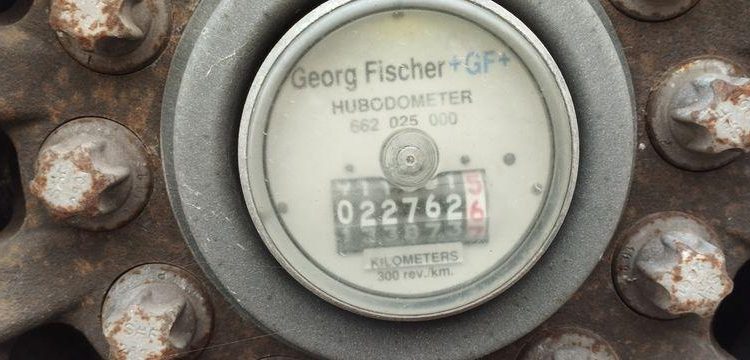 Georg Fischer +GF+
HUBODOMETER
662 025 000
0227626
KILOMETERS
300 rev./km.